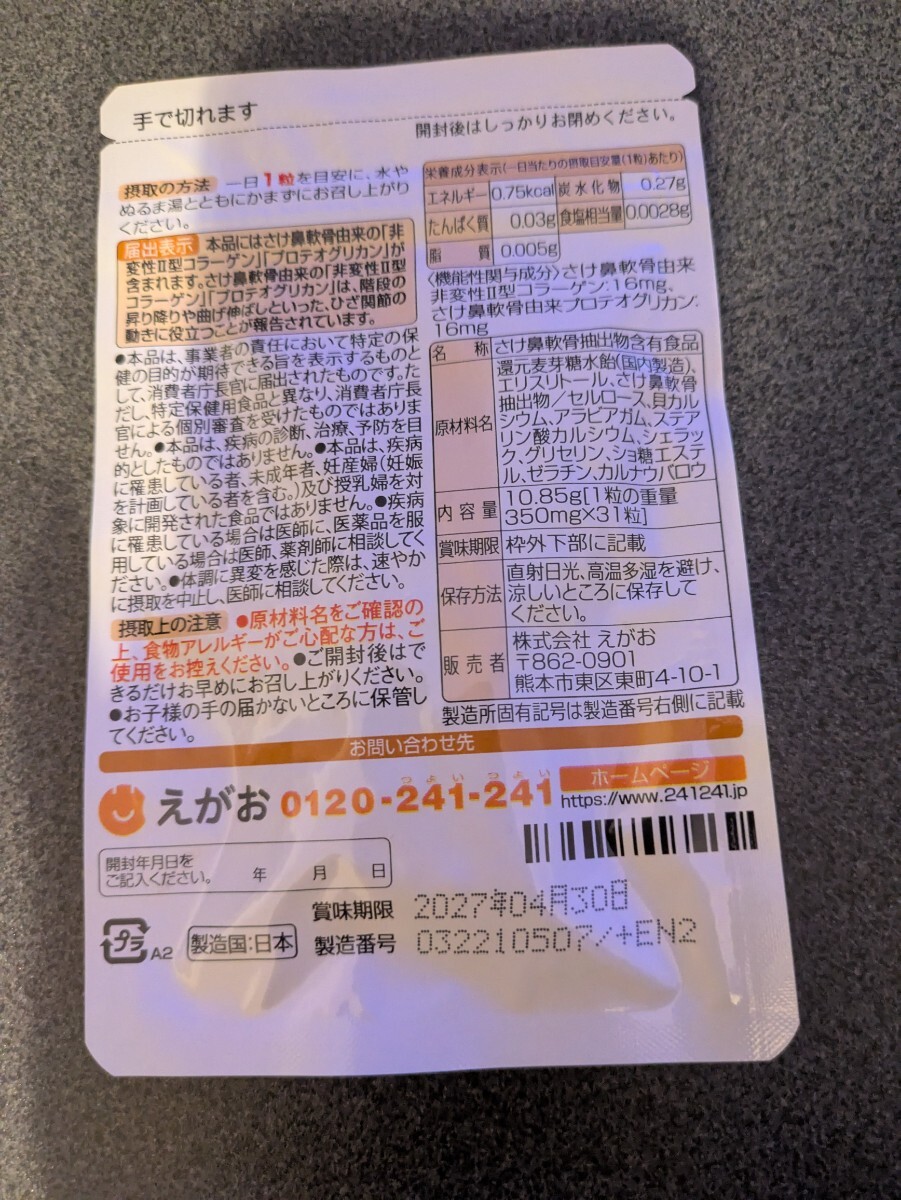 手で切れます
開封後はしっかりお閉めください。
摂取の方法 一日1粒を目安に、水や
ぬるま湯とともにかまずにお召し上がり
ください。
届出表示 本品にはさけ鼻軟骨由来の「非
変性Ⅱ型コラーゲン」「プロテオグリカン」が
含まれます。さけ鼻軟骨由来の「非変性Ⅱ型
コラーゲン」「プロテオグリカン」は、階段の
昇り降りや曲げ伸ばしといった、ひざ関節の
動きに役立つことが報告されています。
●本品は、事業者の責任において特定の保
健の目的が期待できる旨を表示するものと
して、消費者庁長官に届出されたものです。た
だし、特定保健用食品と異なり、消費者庁長
官による個別審査を受けたものではありま
せん。●本品は、疾病の診断、治療、予防を目
的としたものではありません。●本品は、疾病
に罹患している者、未成年者、妊産婦(妊娠
を計画している者を含む。)及び授乳婦を対
象に開発された食品ではありません。●疾病
に罹患している場合は医師に、医薬品を服
用している場合は医師、薬剤師に相談してく
ださい。●体調に異変を感じた際は、速やか
に摂取を中止し、医師に相談してください。
摂取上の注意 ●原材料名をご確認の
上、食物アレルギーがご心配な方は、ご
使用をお控えください。●ご開封後はで
きるだけお早めにお召し上がりください。
●お子様の手の届かないところに保管し
てください。
栄養成分表示(一日当たりの摂取目安量(1粒)あたり)
エネルギー 0.75kcal 炭水化物 0.27g
たんぱく質 0.03g 食塩相当量 0.0028g
脂質 0.005g
〈機能性関与成分〉さけ鼻軟骨由来
非変性Ⅱ型コラーゲン:16mg、
さけ鼻軟骨由来プロテオグリカン:
16mg
名称 さけ鼻軟骨抽出物含有食品
原材料名 還元麦芽糖水飴(国内製造)、
エリスリトール、さけ鼻軟骨
抽出物/セルロース、貝カル
シウム、アラビアガム、ステア
リン酸カルシウム、シェラッ
ク、グリセリン、ショ糖エステ
ル、ゼラチン、カルナウバロウ
内容量 10.85g[1粒の重量
350mg×31粒]
賞味期限 枠外下部に記載
保存方法 直射日光、高温多湿を避け、
涼しいところに保存して
ください。
販売者 株式会社 えがお
〒862-0901
熊本市東区東町4-10-1
製造所固有記号は製造番号右側に記載
お問い合わせ先
えがお 0120-241-241
つよい つよい
ホームページ
https://www.241241.jp
開封年月日を
ご記入ください。 年 月 日
賞味期限 2027年04月30日
プラ A2 製造国:日本 製造番号 032210507/+EN2